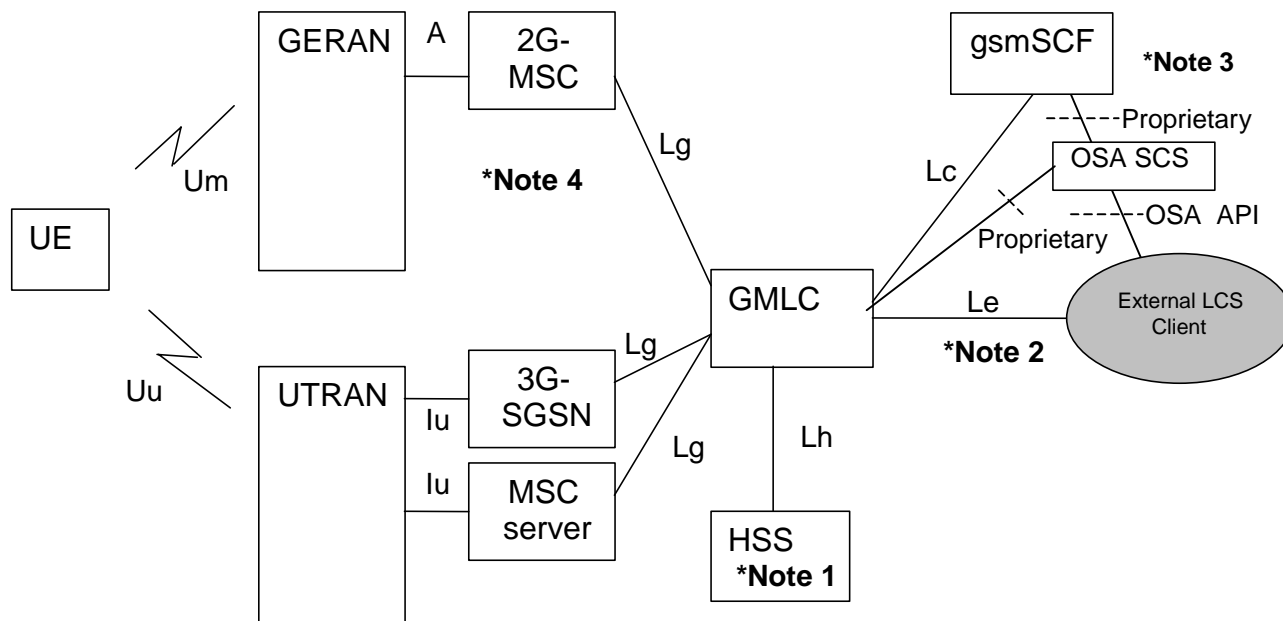 GERAN
A
2G-
MSC
gsmSCF
*Note 3
Proprietary
Lg
Um
*Note 4
Lc
OSA SCS
OSA API
Proprietary
UE
GMLC
Le
External LCS
Client
*Note 2
Uu
UTRAN
Iu
3G-
SGSN
Lg
Lg
Lh
Iu
MSC
server
HSS
*Note 1